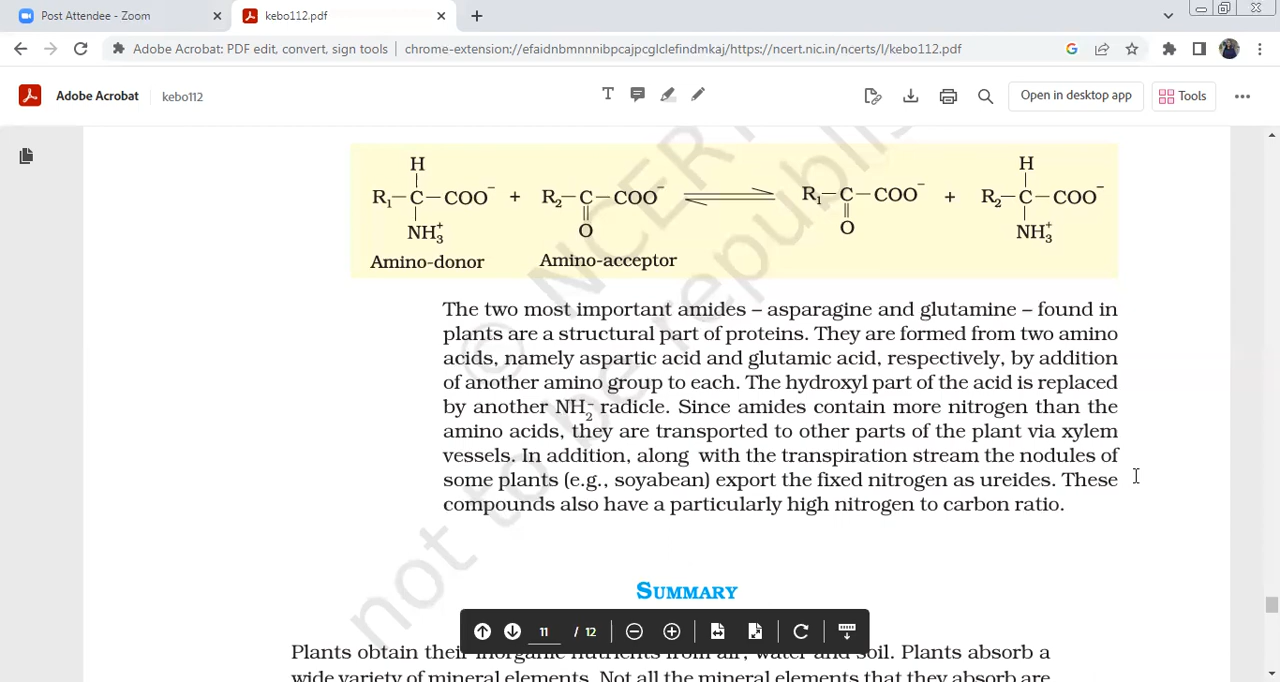 Post Attendee - Zoom
kebo112.pdf
Adobe Acrobat: PDF edit, convert, sign tools | chrome-extension://efaidnbmnnnibpcajpcglclefindmkaj/https://ncert.nic.in/ncerts/l/kebo112.pdf
Adobe Acrobat kebo112 T Open in desktop app Tools
© NCERT
not to be republis
H H
R₁–C–COO⁻ + R₂–C–COO⁻ R₁–C–COO⁻ + R₂–C–COO⁻
NH₃⁺ O O NH₃⁺
Amino-donor Amino-acceptor
The two most important amides – asparagine and glutamine – found in
plants are a structural part of proteins. They are formed from two amino
acids, namely aspartic acid and glutamic acid, respectively, by addition
of another amino group to each. The hydroxyl part of the acid is replaced
by another NH₂⁻ radicle. Since amides contain more nitrogen than the
amino acids, they are transported to other parts of the plant via xylem
vessels. In addition, along with the transpiration stream the nodules of
some plants (e.g., soyabean) export the fixed nitrogen as ureides. These
compounds also have a particularly high nitrogen to carbon ratio.
SUMMARY
11 / 12
Plants obtain their inorganic nutrients from air, water and soil. Plants absorb a
wide variety of mineral elements. Not all the mineral elements that they absorb are